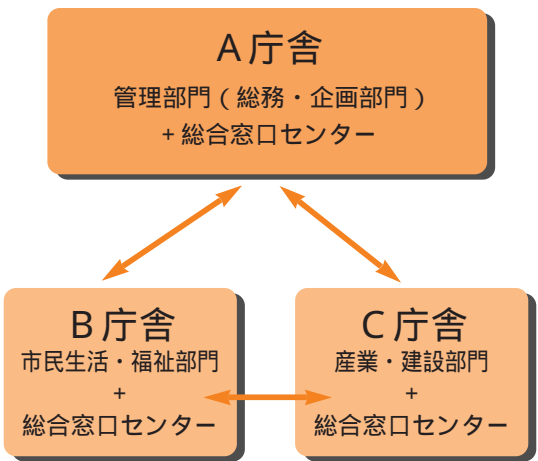 A庁舎
管理部門（総務・企画部門）
+総合窓口センター
B庁舎
市民生活・福祉部門
+
総合窓口センター
C庁舎
産業・建設部門
+
総合窓口センター